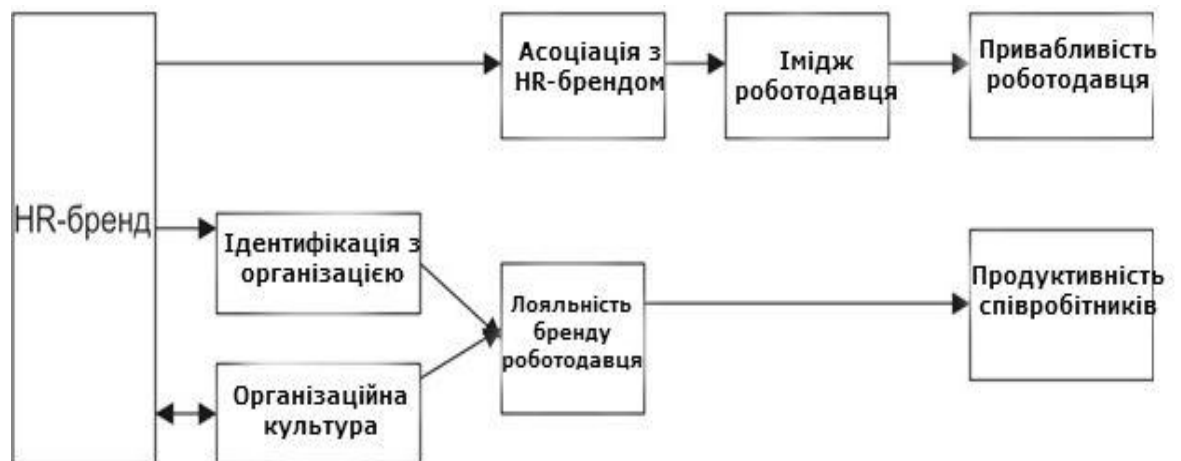 Асоціація з
HR-брендом
Імідж
роботодавця
Привабливість
роботодавця
HR-бренд
Ідентифікація з
організацією
Лояльність
бренду
роботодавця
Продуктивність
співробітників
Організаційна
культура